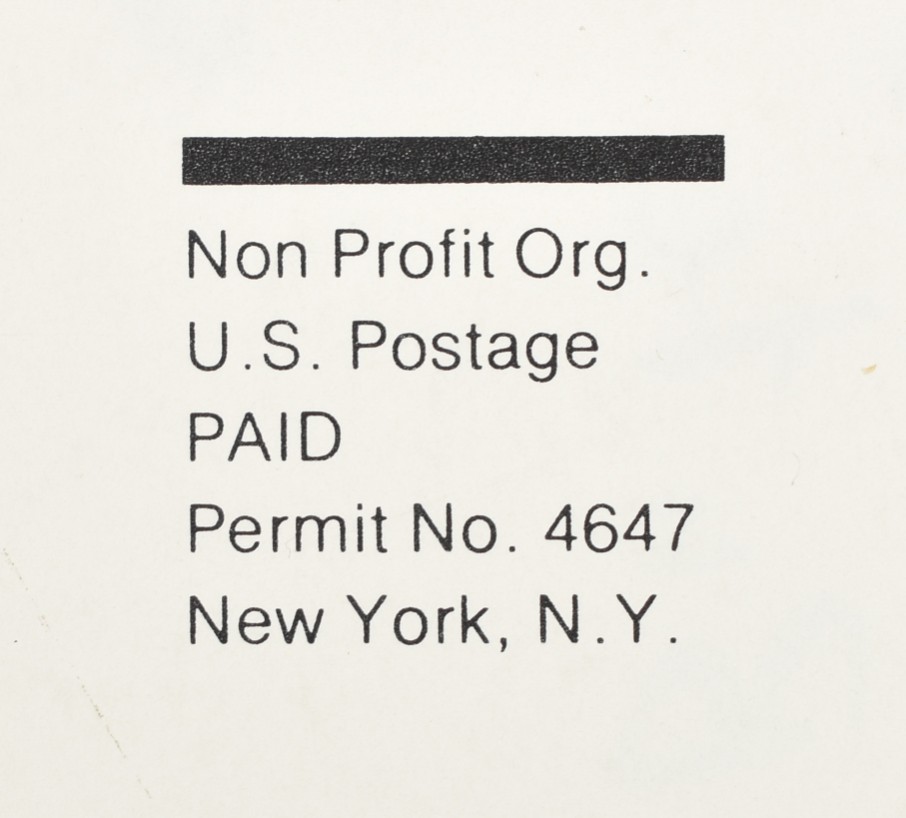 Non Profit Org.
U.S. Postage
PAID
Permit No. 4647
New York, N.Y.